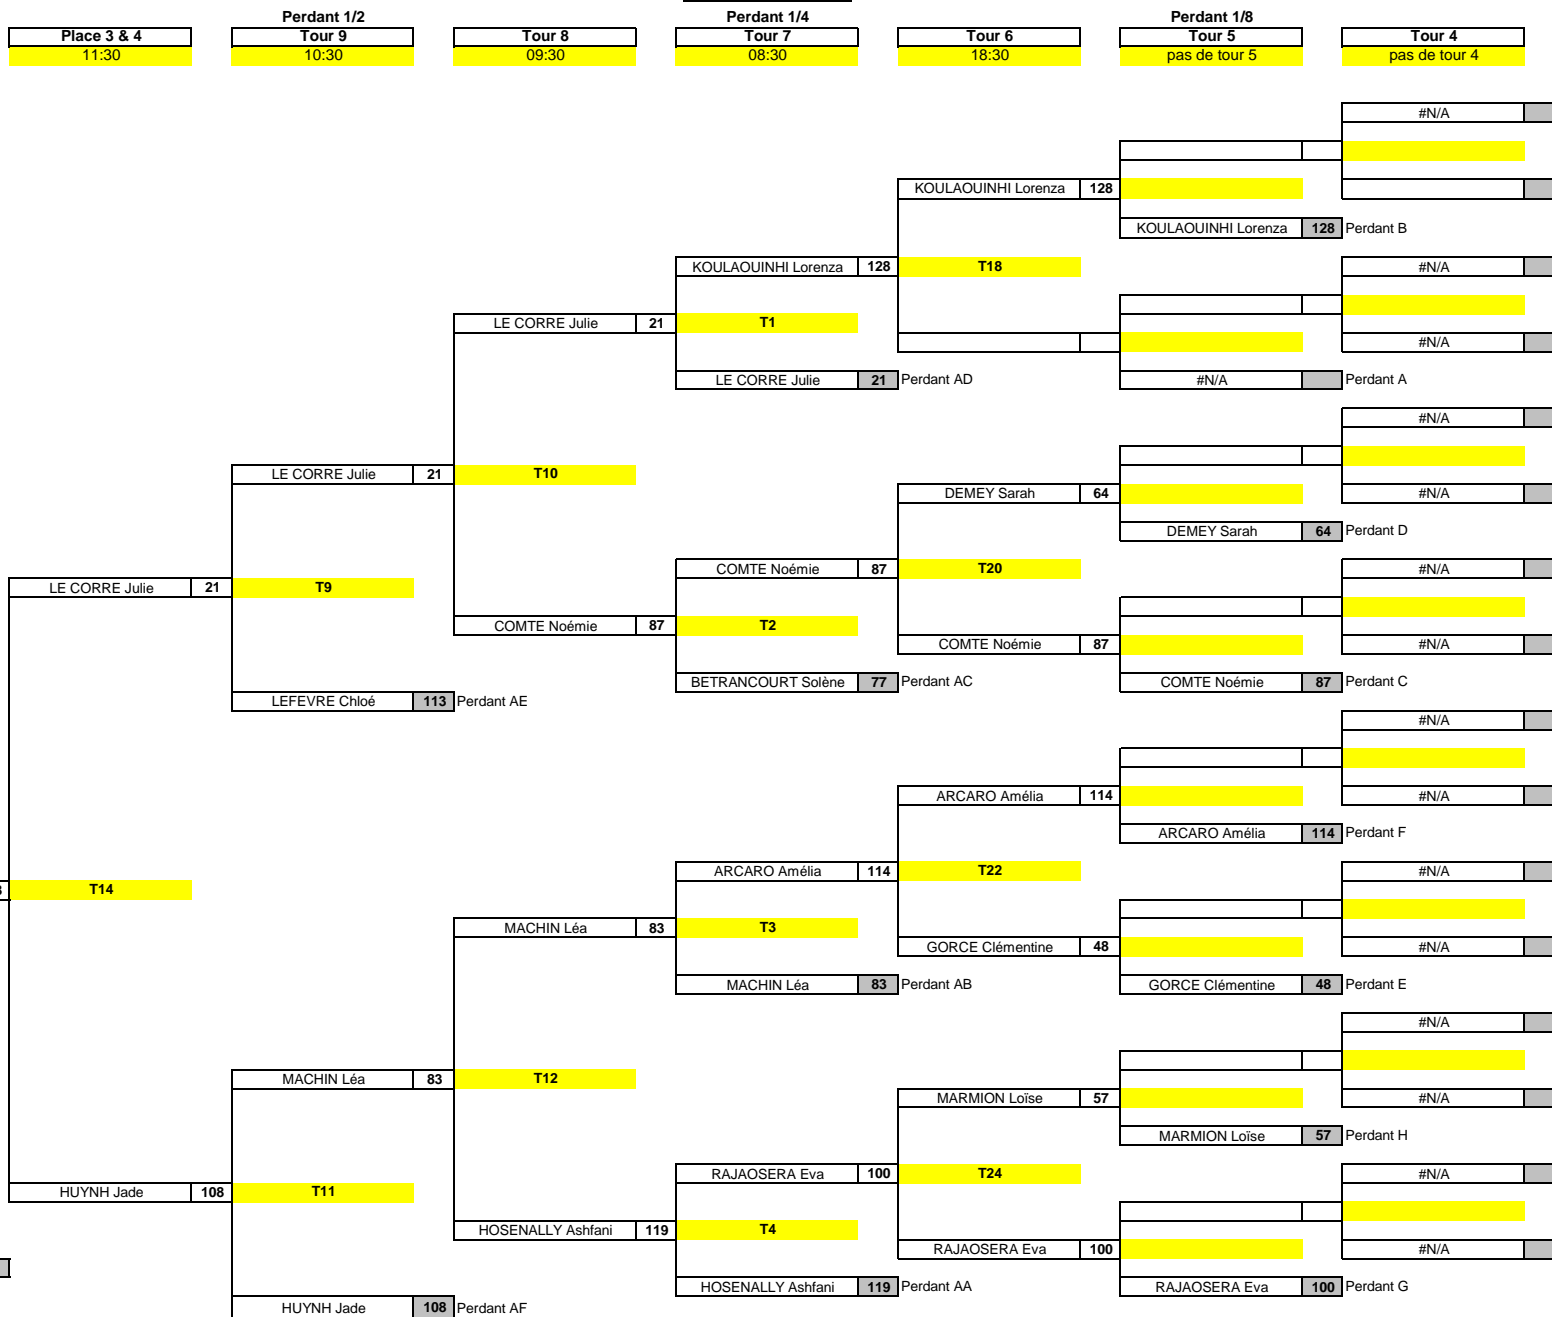 Perdant 1/2 Perdant 1/4 Perdant 1/8
Place 3 & 4 Tour 9 Tour 8 Tour 7 Tour 6 Tour 5 Tour 4
11:30 10:30 09:30 08:30 18:30 pas de tour 5 pas de tour 4
#N/A
KOULAOUINHI Lorenza 128
KOULAOUINHI Lorenza 128 Perdant B
KOULAOUINHI Lorenza 128 T18 #N/A
LE CORRE Julie 21 T1
#N/A
LE CORRE Julie 21 Perdant AD #N/A Perdant A
#N/A
LE CORRE Julie 21 T10
DEMEY Sarah 64 #N/A
DEMEY Sarah 64 Perdant D
COMTE Noémie 87 T20 #N/A
LE CORRE Julie 21 T9
COMTE Noémie 87 T2
COMTE Noémie 87 #N/A
BETRANCOURT Solène 77 Perdant AC COMTE Noémie 87 Perdant C
LEFEVRE Chloé 113 Perdant AE
#N/A
ARCARO Amélia 114 #N/A
ARCARO Amélia 114 Perdant F
ARCARO Amélia 114 T22 #N/A
T14
MACHIN Léa 83 T3
GORCE Clémentine 48 #N/A
MACHIN Léa 83 Perdant AB GORCE Clémentine 48 Perdant E
#N/A
MACHIN Léa 83 T12
MARMION Loïse 57 #N/A
MARMION Loïse 57 Perdant H
RAJAOSERA Eva 100 T24 #N/A
HUYNH Jade 108 T11
HOSENALLY Ashfani 119 T4
RAJAOSERA Eva 100 #N/A
HOSENALLY Ashfani 119 Perdant AA RAJAOSERA Eva 100 Perdant G
HUYNH Jade 108 Perdant AF